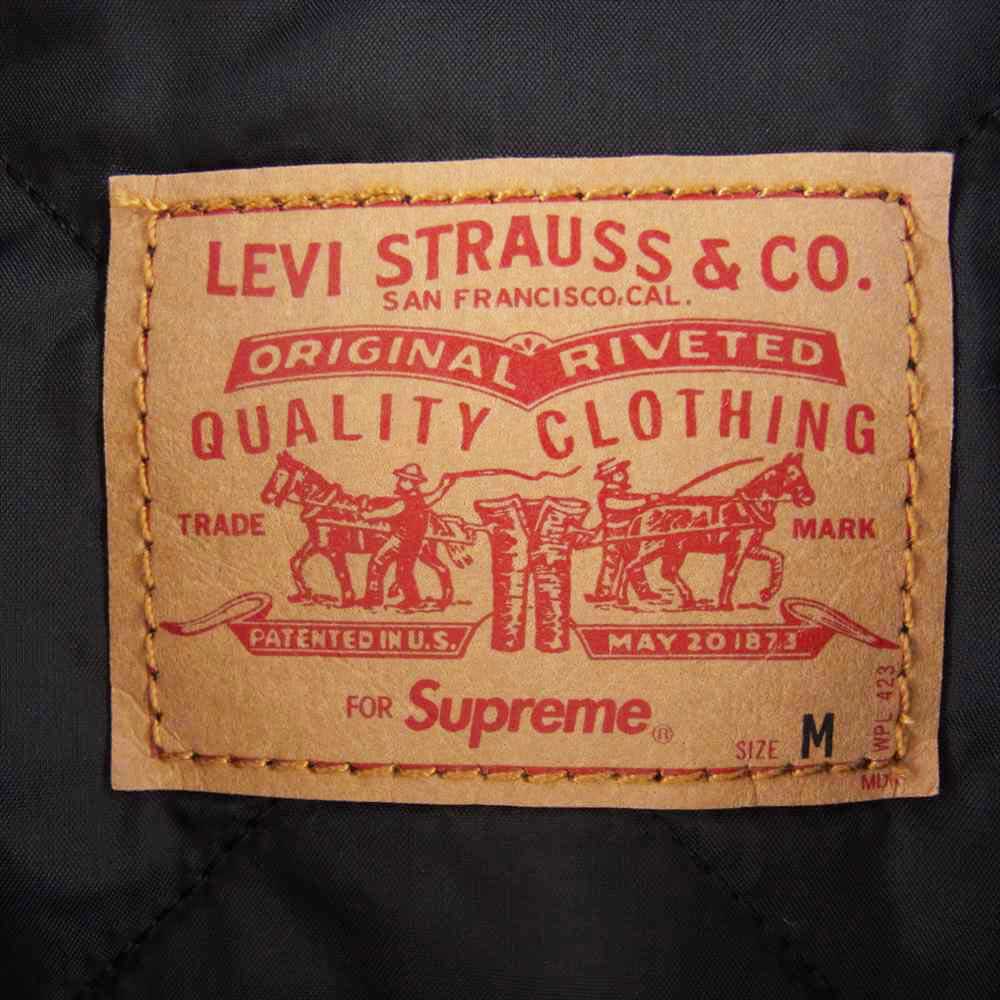 LEVI STRAUSS & CO.
SAN FRANCISCO, CAL.
ORIGINAL RIVETED
QUALITY CLOTHING
TRADE MARK
PATENTED IN U.S. MAY 20 1873
FOR Supreme®
SIZE M
WPL 423